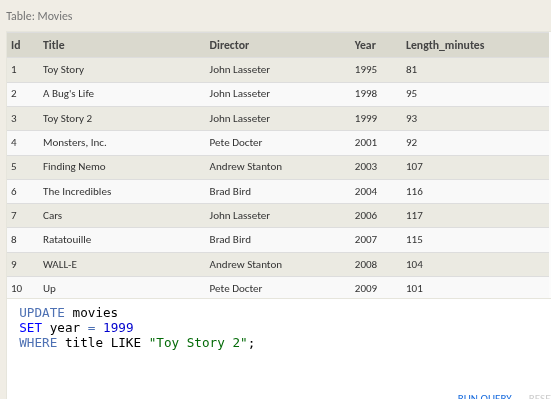 Table: Movies
Id Title Director Year Length_minutes
1 Toy Story John Lasseter 1995 81
2 A Bug's Life John Lasseter 1998 95
3 Toy Story 2 John Lasseter 1999 93
4 Monsters, Inc. Pete Docter 2001 92
5 Finding Nemo Andrew Stanton 2003 107
6 The Incredibles Brad Bird 2004 116
7 Cars John Lasseter 2006 117
8 Ratatouille Brad Bird 2007 115
9 WALL-E Andrew Stanton 2008 104
10 Up Pete Docter 2009 101
UPDATE movies
SET year = 1999
WHERE title LIKE "Toy Story 2";
RUN QUERY RESE